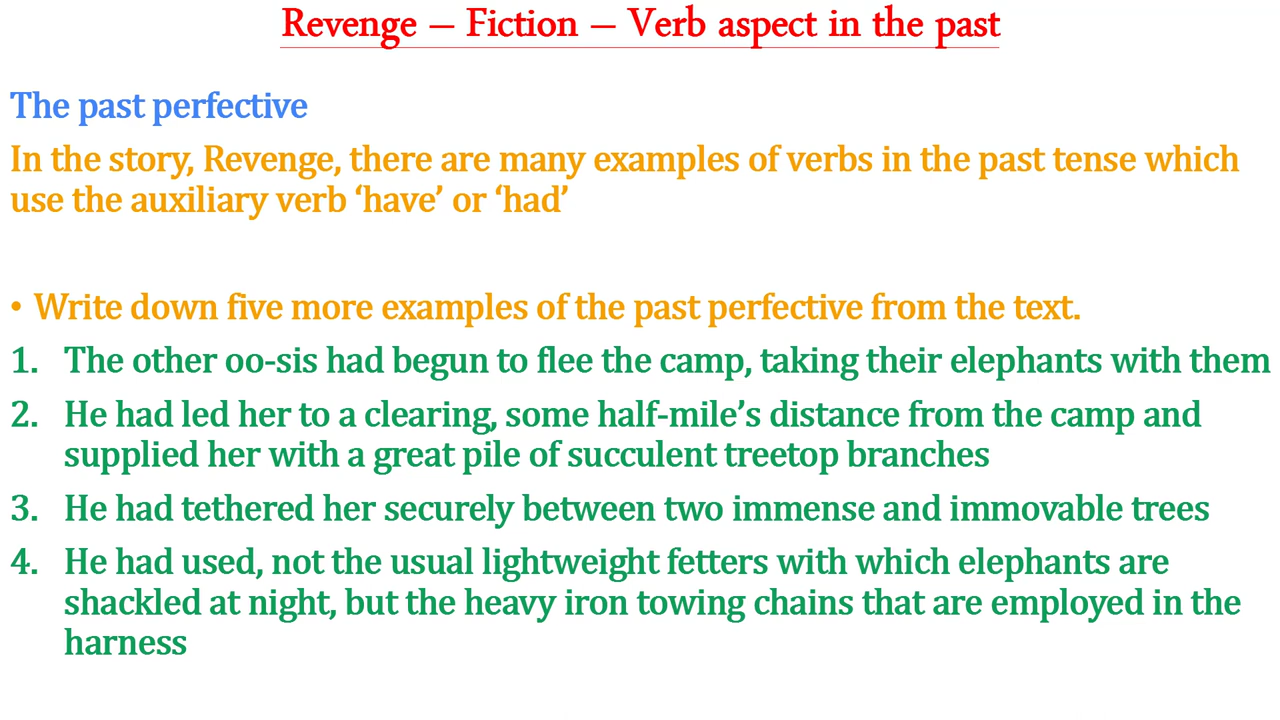 Revenge – Fiction – Verb aspect in the past
The past perfective
In the story, Revenge, there are many examples of verbs in the past tense which
use the auxiliary verb ‘have’ or ‘had’
• Write down five more examples of the past perfective from the text.
1. The other oo-sis had begun to flee the camp, taking their elephants with them
2. He had led her to a clearing, some half-mile’s distance from the camp and
supplied her with a great pile of succulent treetop branches
3. He had tethered her securely between two immense and immovable trees
4. He had used, not the usual lightweight fetters with which elephants are
shackled at night, but the heavy iron towing chains that are employed in the
harness